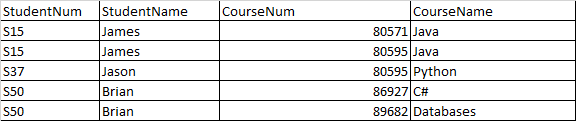 StudentNum StudentName CourseNum CourseName
S15 James 80571 Java
S15 James 80595 Java
S37 Jason 80595 Python
S50 Brian 86927 C#
S50 Brian 89682 Databases